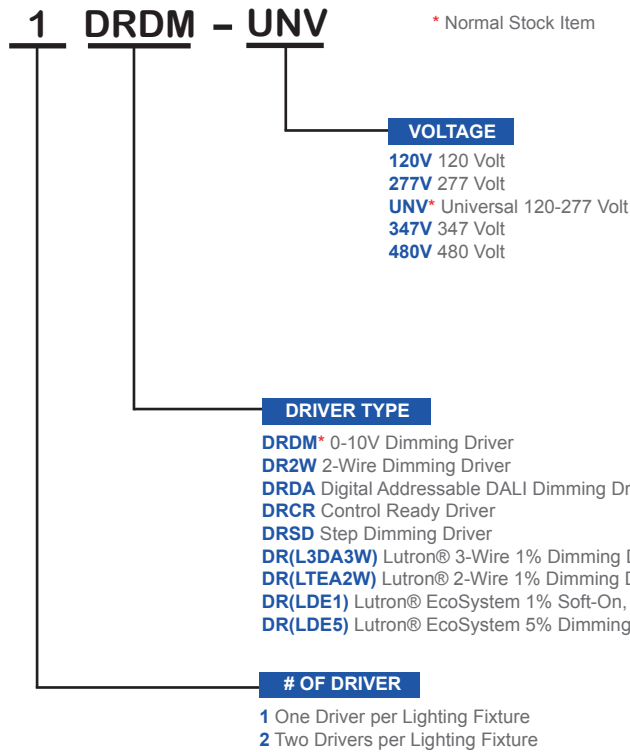 1 DRDM – UNV
* Normal Stock Item
VOLTAGE
120V 120 Volt
277V 277 Volt
UNV* Universal 120-277 Volt
347V 347 Volt
480V 480 Volt
DRIVER TYPE
DRDM* 0-10V Dimming Driver
DR2W 2-Wire Dimming Driver
DRDA Digital Addressable DALI Dimming
DRCR Control Ready Driver
DRSD Step Dimming Driver
DR(L3DA3W) Lutron® 3-Wire 1% Dimming
DR(LTEA2W) Lutron® 2-Wire 1% Dimming
DR(LDE1) Lutron® EcoSystem 1% Soft-On,
DR(LDE5) Lutron® EcoSystem 5% Dimming
# OF DRIVER
1 One Driver per Lighting Fixture
2 Two Drivers per Lighting Fixture